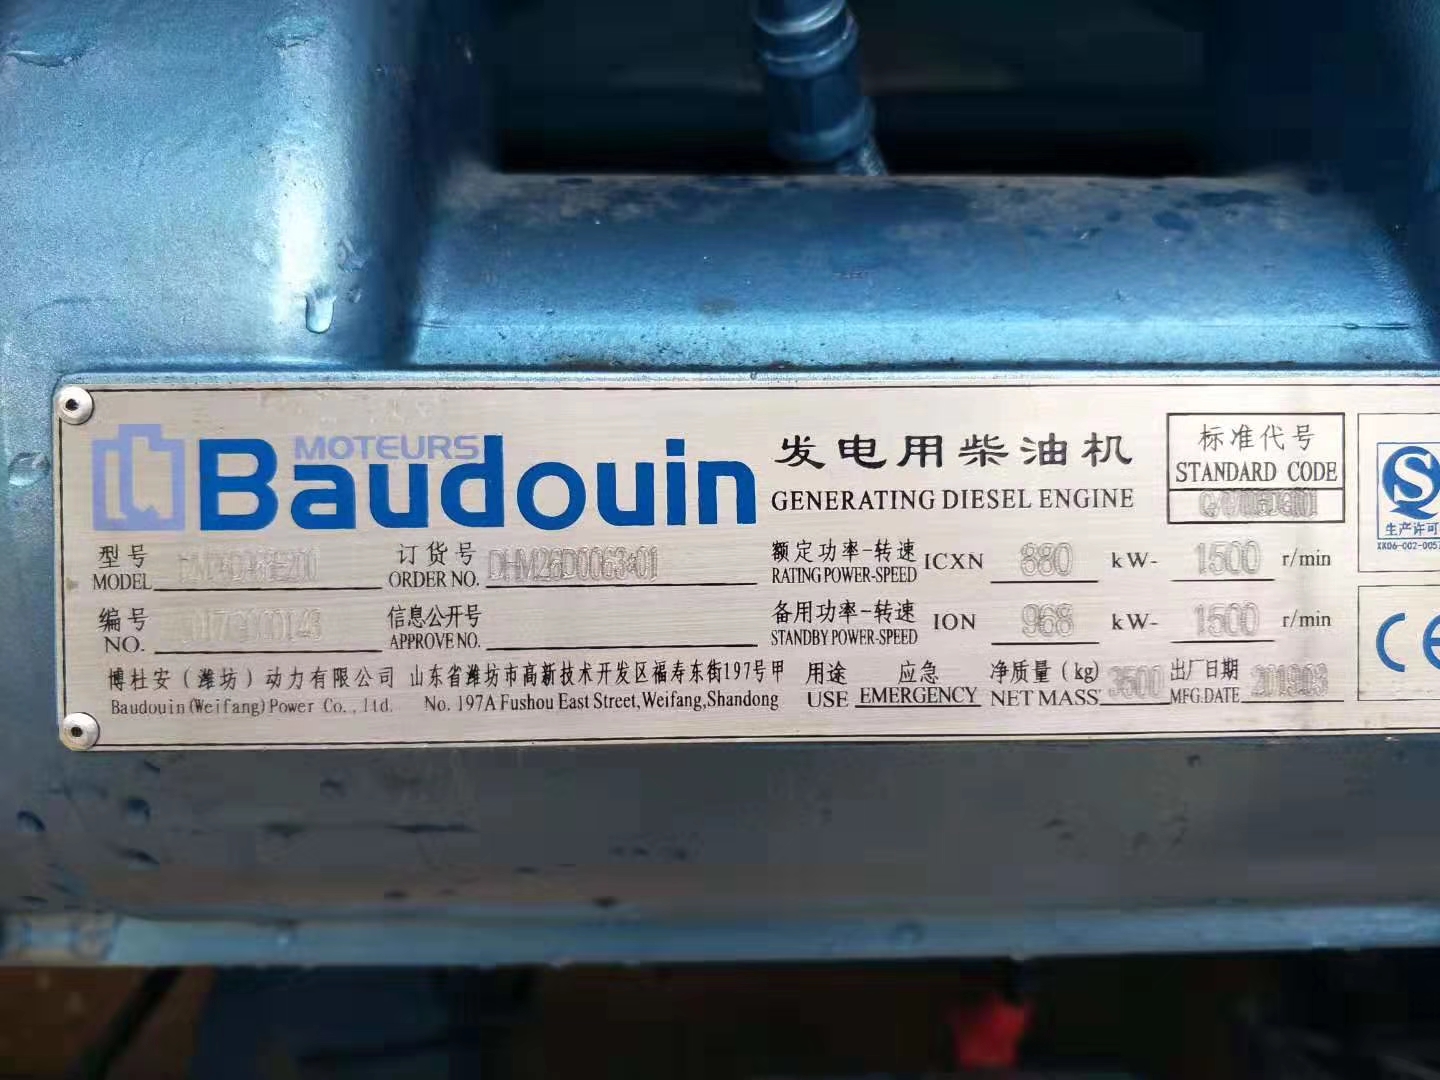 MOTEURS
Baudouin
发电用柴油机
GENERATING DIESEL ENGINE
标准代号
STANDARD CODE
生产许可
型号
MODEL
订货号 DHM26D0063*01
ORDER NO.
额定功率-转速 ICXN 880 kW- 1500 r/min
RATING POWER-SPEED
编号
NO.
信息公开号
APPROVE NO.
备用功率-转速 ION 968 kW- 1500 r/min
STANDBY POWER-SPEED
博杜安(潍坊)动力有限公司 山东省潍坊市高新技术开发区福寿东街197号甲
Baudouin(Weifang)Power Co.,ltd. No.197A Fushou East Street,Weifang,Shandong
用途 应急
USE EMERGENCY
净质量(kg) 3500
NET MASS
出厂日期 201903
MFG.DATE
CE